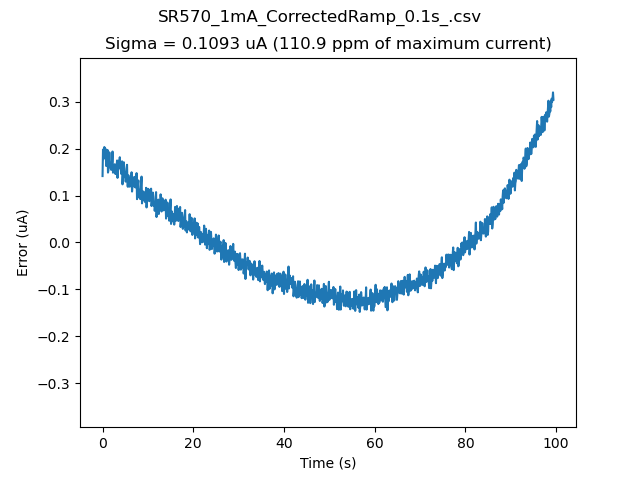 SR570_1mA_CorrectedRamp_0.1s_.csv
Sigma = 0.1093 uA (110.9 ppm of maximum current)
0.3
0.2
0.1
0.0
−0.1
−0.2
−0.3
Error (uA)
0 20 40 60 80 100
Time (s)